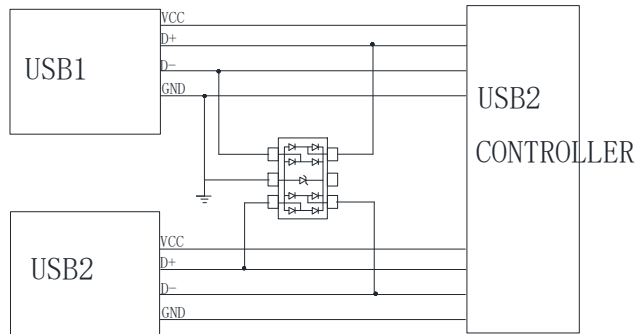 VCC
D+
USB1
D-
GND
USB2
CONTROLLER
VCC
D+
USB2
D-
GND